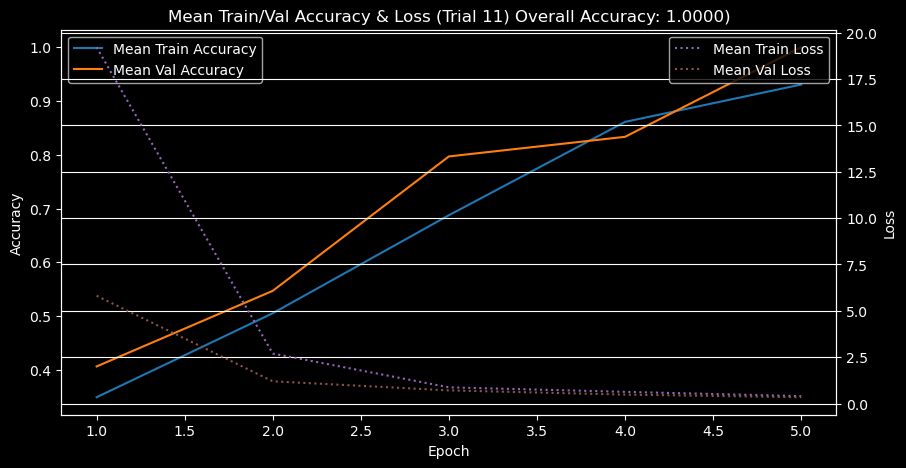 Mean Train/Val Accuracy & Loss (Trial 11) Overall Accuracy: 1.0000)
Mean Train Accuracy
Mean Val Accuracy
Mean Train Loss
Mean Val Loss
Accuracy
1.0
0.9
0.8
0.7
0.6
0.5
0.4
20.0
17.5
15.0
12.5
10.0
7.5
5.0
2.5
0.0
Loss
1.0 1.5 2.0 2.5 3.0 3.5 4.0 4.5 5.0
Epoch